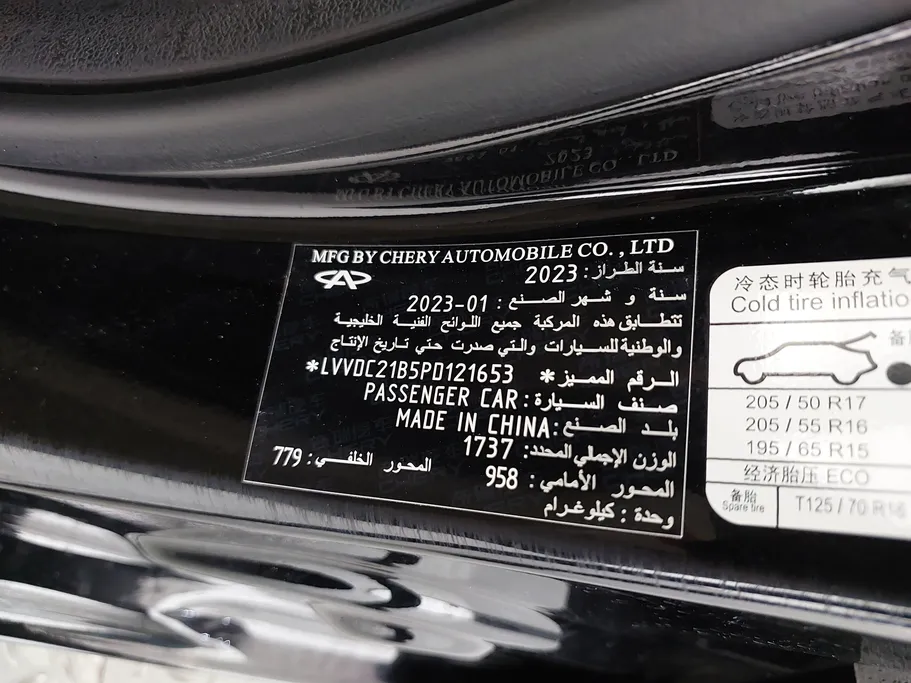 MFG BY CHERY AUTOMOBILE CO. , LTD
سنة الطراز: 2023
سنة و شهر الصنع : 2023-01
تتطابق هذه المركبة جميع اللوائح الفنية الخليجية
والوطنية للسيارات والتي صدرت حتي تاريخ الإنتاج
الرقم المميز: *LVVDC21B5PD121653*
صنف السيارة: PASSENGER CAR
بلد الصنع: MADE IN CHINA
الوزن الإجمالي المحدد: 1737
المحور الأمامي: 958 المحور الخلفي: 779
وحدة : كيلوغرام
冷态时轮胎充气
Cold tire inflatio
205 / 50 R17
205 / 55 R16
195 / 65 R15
经济胎压 ECO
备胎
Spare tire
T125 / 70 R16